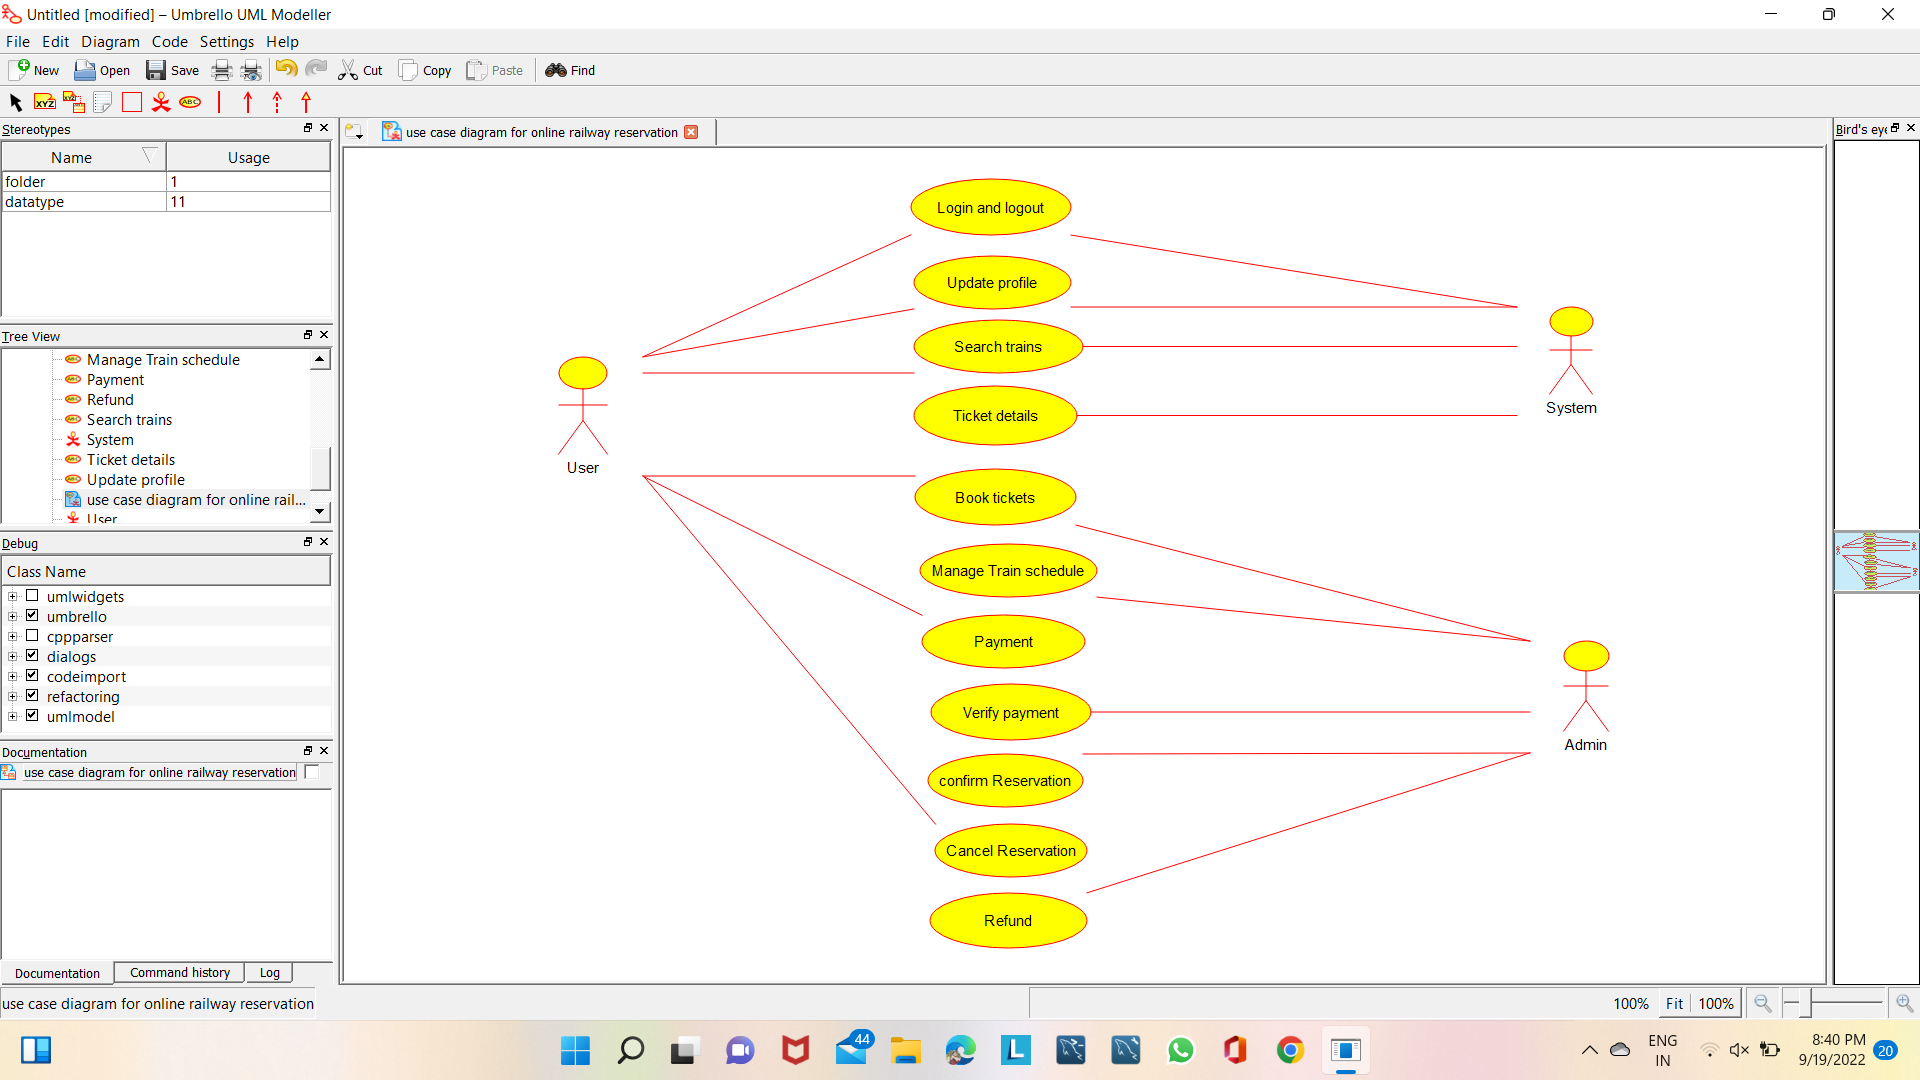 Untitled [modified] – Umbrello UML Modeller
File Edit Diagram Code Settings Help
New Open Save Cut Copy Paste Find
XYZ XYZ ABC
Stereotypes
Name Usage
folder 1
datatype 11
Tree View
Manage Train schedule
Payment
Refund
Search trains
System
Ticket details
Update profile
use case diagram for online rail...
User
Debug
Class Name
umlwidgets
umbrello
cppparser
dialogs
codeimport
refactoring
umlmodel
Documentation
use case diagram for online railway reservation
Documentation Command history Log
use case diagram for online railway reservation
use case diagram for online railway reservation
Login and logout
Update profile
Search trains
Ticket details
Book tickets
Manage Train schedule
Payment
Verify payment
confirm Reservation
Cancel Reservation
Refund
User
System
Admin
Bird's eye
100% Fit 100%
44
L
ENG
IN
8:40 PM
9/19/2022
20